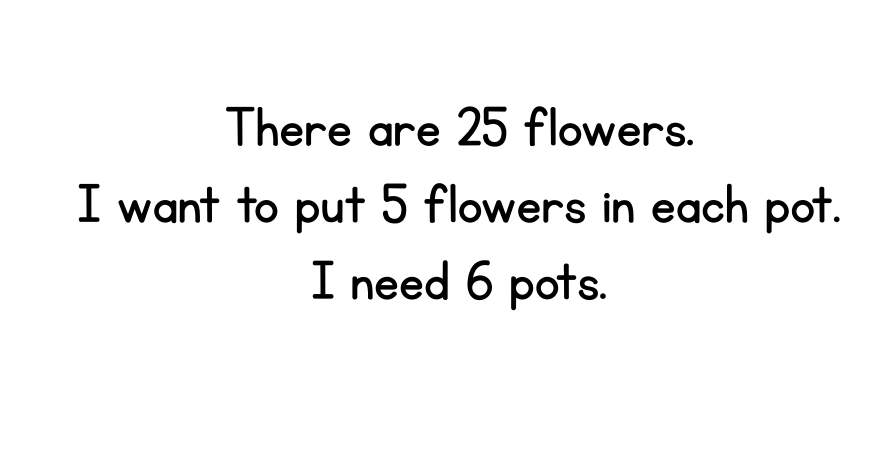 There are 25 flowers.
I want to put 5 flowers in each pot.
I need 6 pots.